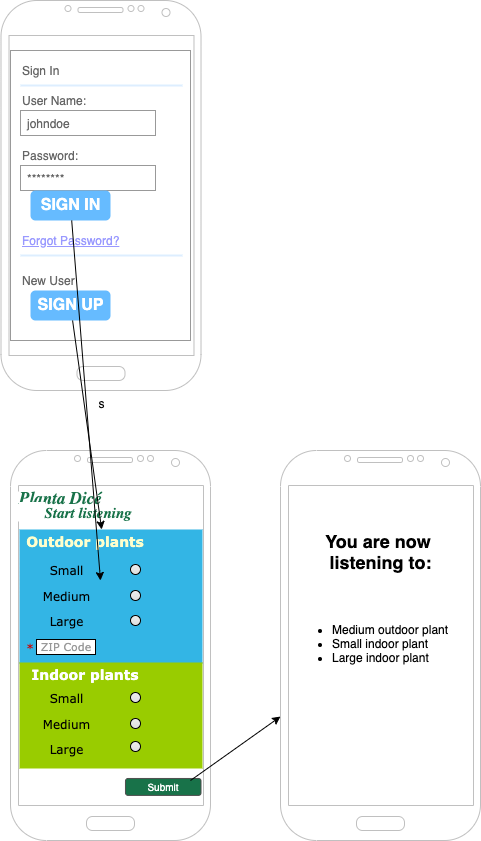 Sign In
User Name:
johndoe
Password:
********
SIGN IN
Forgot Password?
New User
SIGN UP
s
Planta Dicé
Start listening
Outdoor plants
Small
Medium
Large
* ZIP Code
Indoor plants
Small
Medium
Large
Submit
You are now
listening to:
• Medium outdoor plant
• Small indoor plant
• Large indoor plant